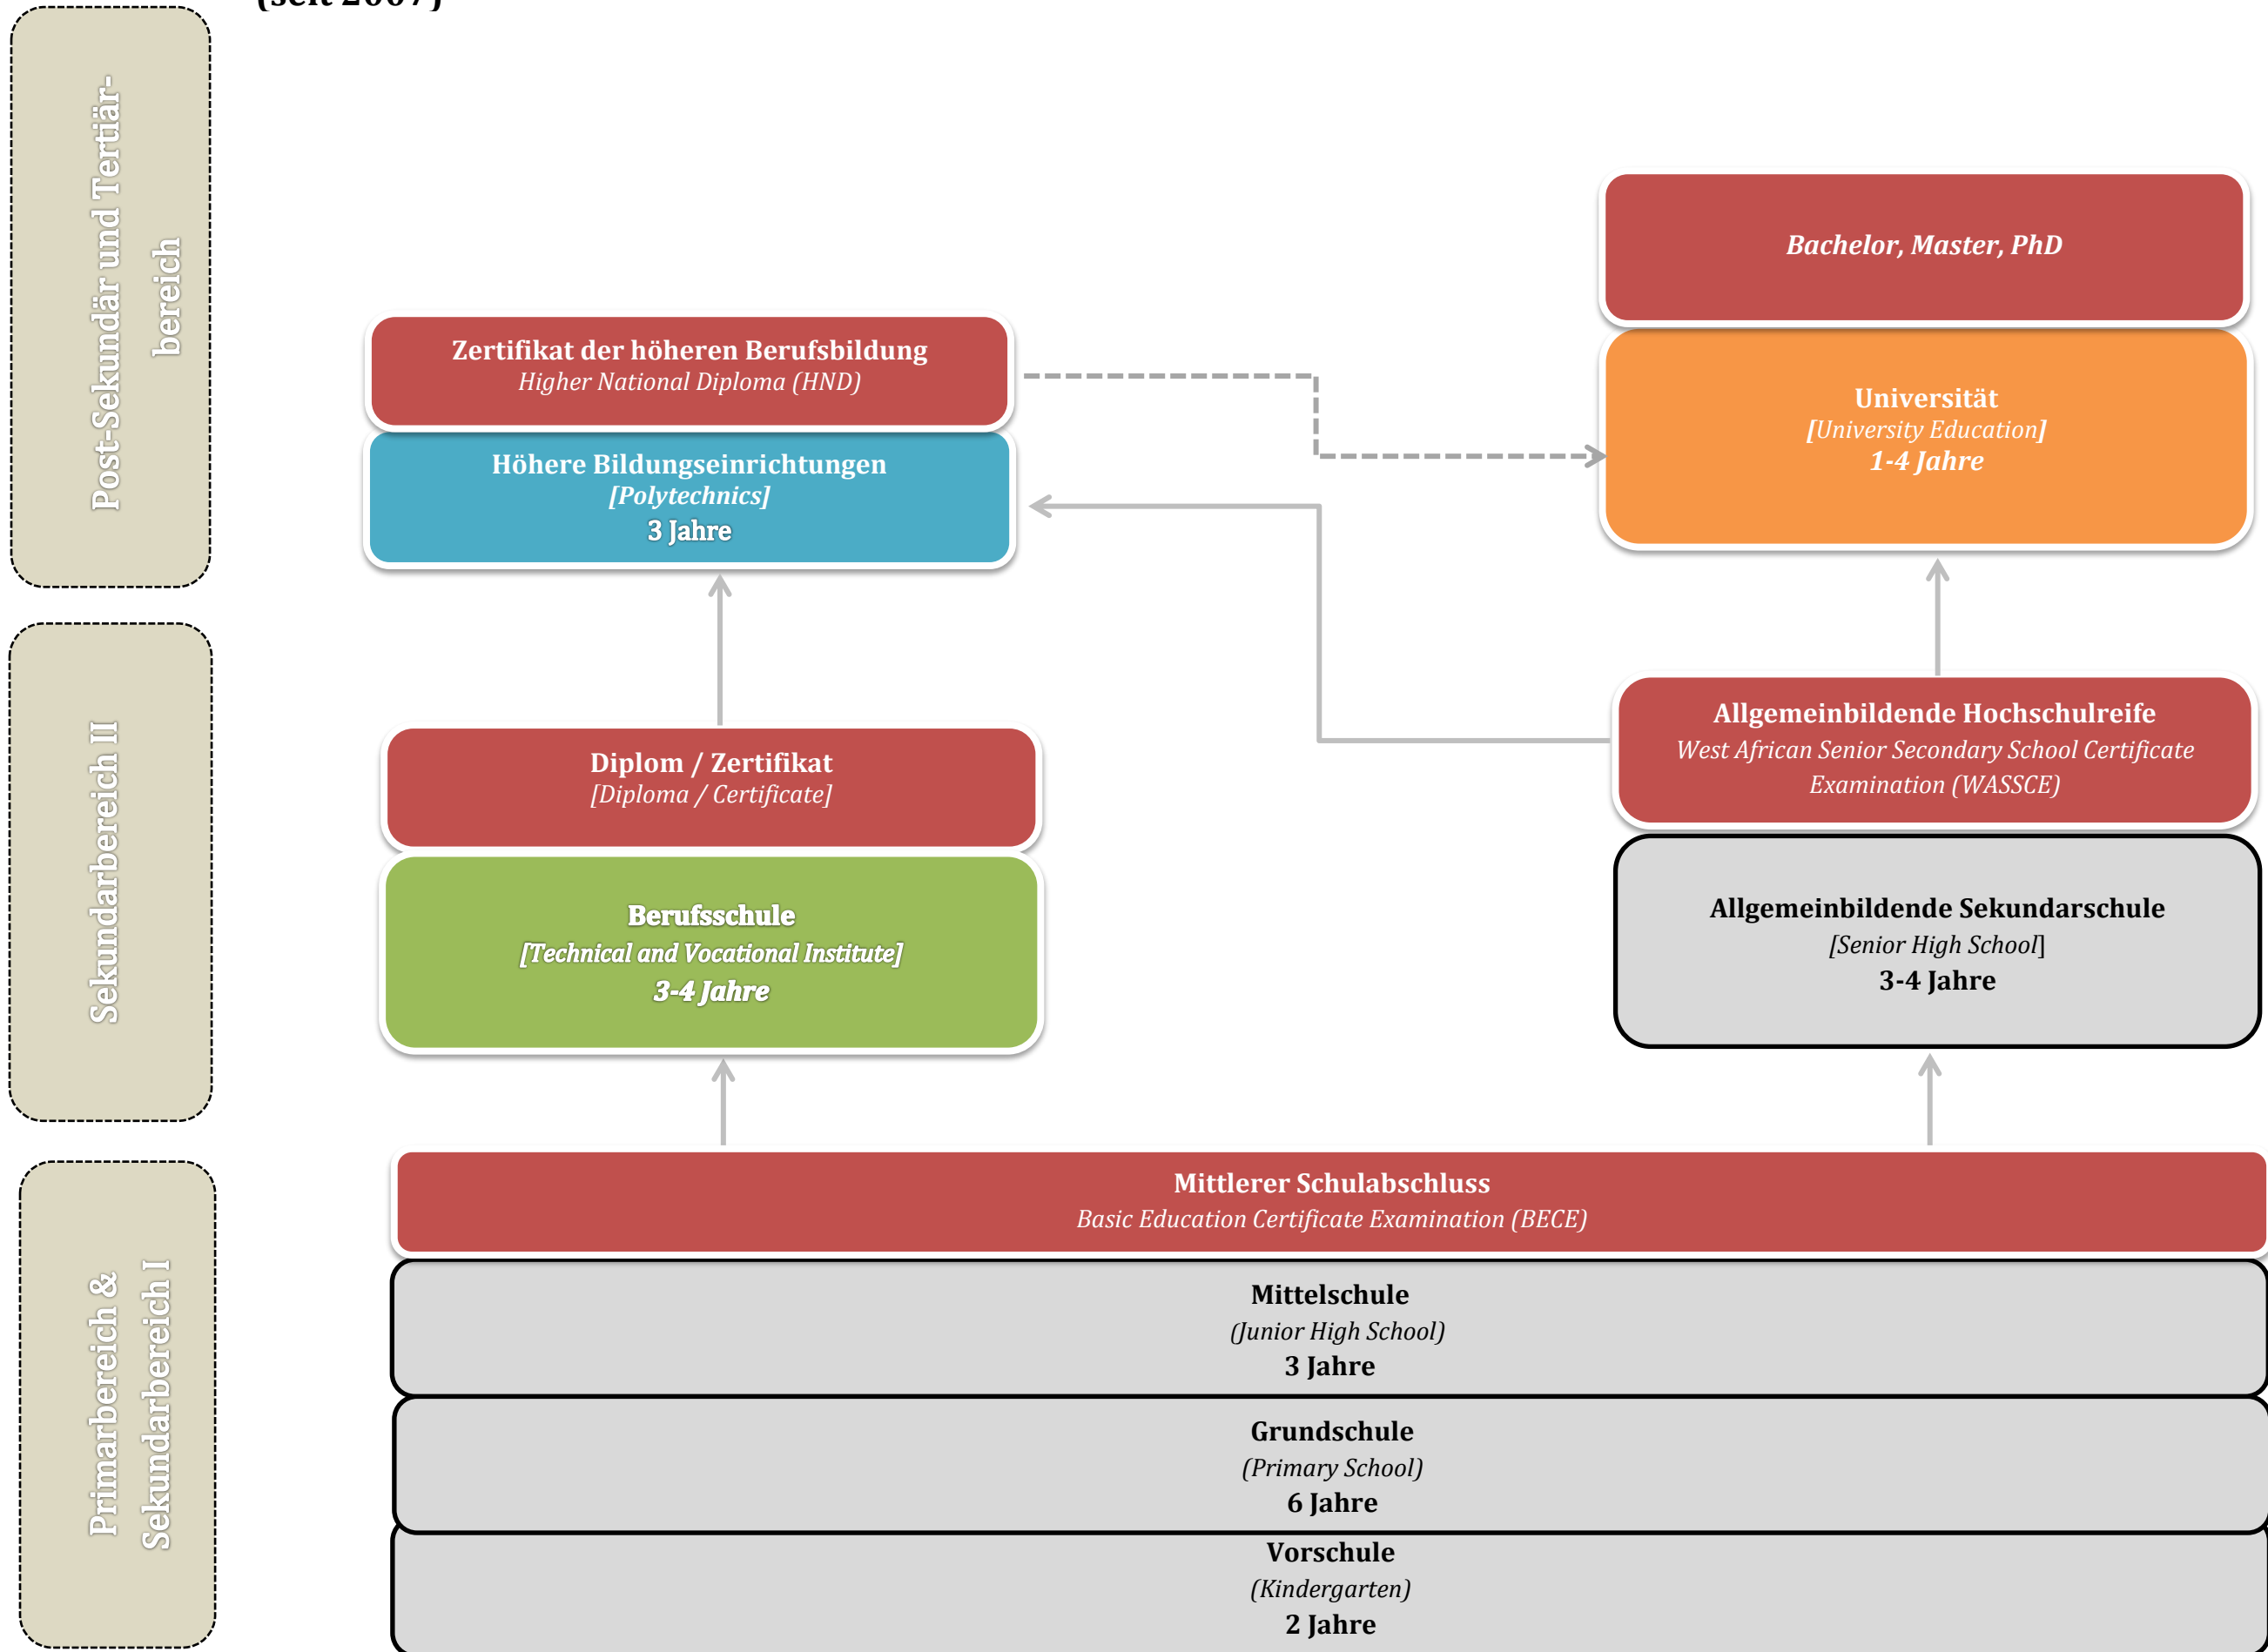 (seit 2007)
Post-Sekundär und Tertiär-
bereich
Bachelor, Master, PhD
Zertifikat der höheren Berufsbildung
Higher National Diploma (HND)
Universität
[University Education]
1-4 Jahre
Höhere Bildungseinrichtungen
[Polytechnics]
3 Jahre
Sekundarbereich II
Allgemeinbildende Hochschulreife
West African Senior Secondary School Certificate
Examination (WASSCE)
Diplom / Zertifikat
[Diploma / Certificate]
Berufsschule
[Technical and Vocational Institute]
3-4 Jahre
Allgemeinbildende Sekundarschule
[Senior High School]
3-4 Jahre
Primarbereich &
Sekundarbereich I
Mittlerer Schulabschluss
Basic Education Certificate Examination (BECE)
Mittelschule
(Junior High School)
3 Jahre
Grundschule
(Primary School)
6 Jahre
Vorschule
(Kindergarten)
2 Jahre